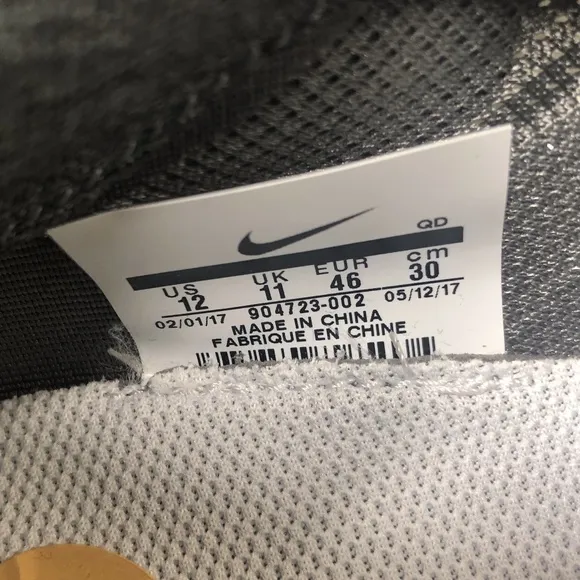 QD
US UK EUR cm
12 11 46 30
02/01/17 904723-002 05/12/17
MADE IN CHINA
FABRIQUE EN CHINE